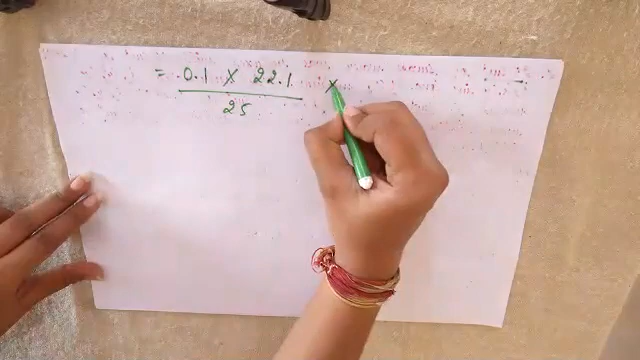 = 0.1 x 22.1 x
25